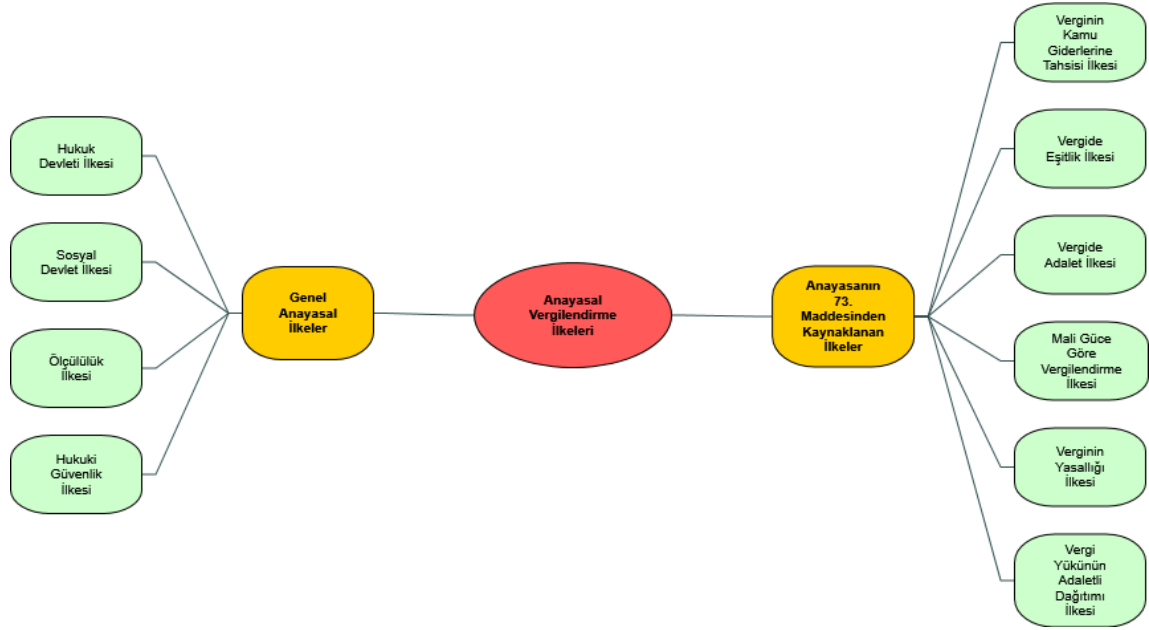 Hukuk
Devleti İlkesi
Sosyal
Devlet İlkesi
Ölçülülük
İlkesi
Hukuki
Güvenlik
İlkesi
Genel
Anayasal
İlkeler
Anayasal
Vergilendirme
İlkeleri
Anayasanın
73.
Maddesinden
Kaynaklanan
İlkeler
Verginin
Kamu
Giderlerine
Tahsisi İlkesi
Vergide
Eşitlik İlkesi
Vergide
Adalet İlkesi
Mali Güce
Göre
Vergilendirme
İlkesi
Verginin
Yasallığı
İlkesi
Vergi
Yükünün
Adaletli
Dağıtımı
İlkesi